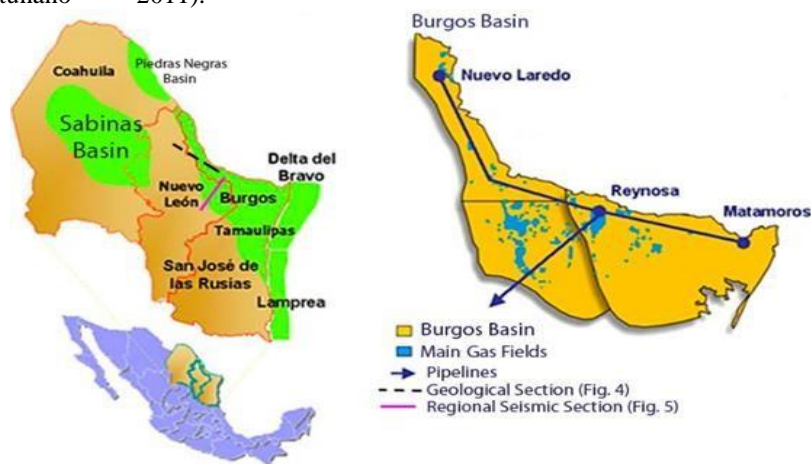 2011).
Burgos Basin
Piedras Negras
Basin
Coahuila
Nuevo Laredo
Sabinas
Basin
Delta del
Bravo
Nuevo
León
Burgos
Reynosa
Matamoros
Tamaulipas
San José de
las Rusias
Lamprea
Burgos Basin
Main Gas Fields
Pipelines
Geological Section (Fig. 4)
Regional Seismic Section (Fig. 5)